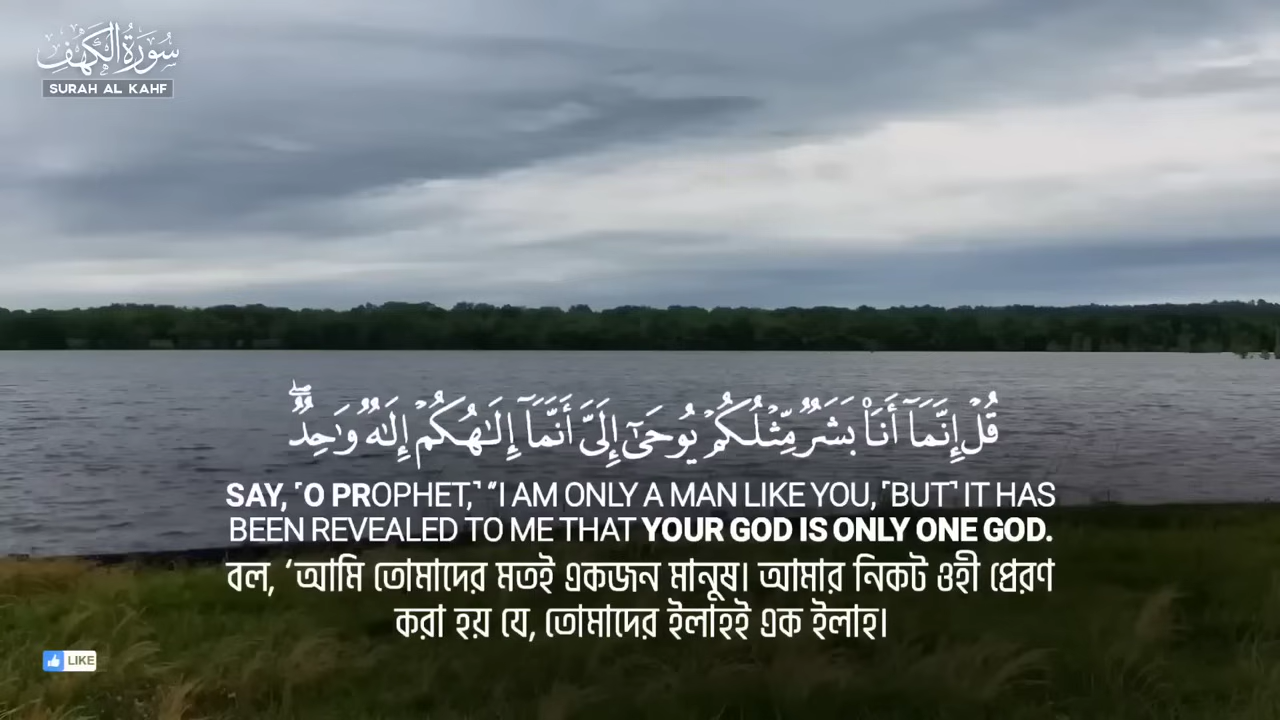 سُورَةُ الكَهْفِ
SURAH AL KAHF
قُلْ إِنَّمَآ أَنَا۠ بَشَرٌ مِّثْلُكُمْ يُوحَىٰٓ إِلَىَّ أَنَّمَآ إِلَـٰهُكُمْ إِلَـٰهٌ وَٰحِدٌ ۖ
SAY, ˹O PROPHET,˺ “I AM ONLY A MAN LIKE YOU, ˹BUT˺ IT HAS
BEEN REVEALED TO ME THAT YOUR GOD IS ONLY ONE GOD.
বল, ‘আমি তোমাদের মতই একজন মানুষ। আমার নিকট ওহী প্রেরণ
করা হয় যে, তোমাদের ইলাহই এক ইলাহ।
LIKE